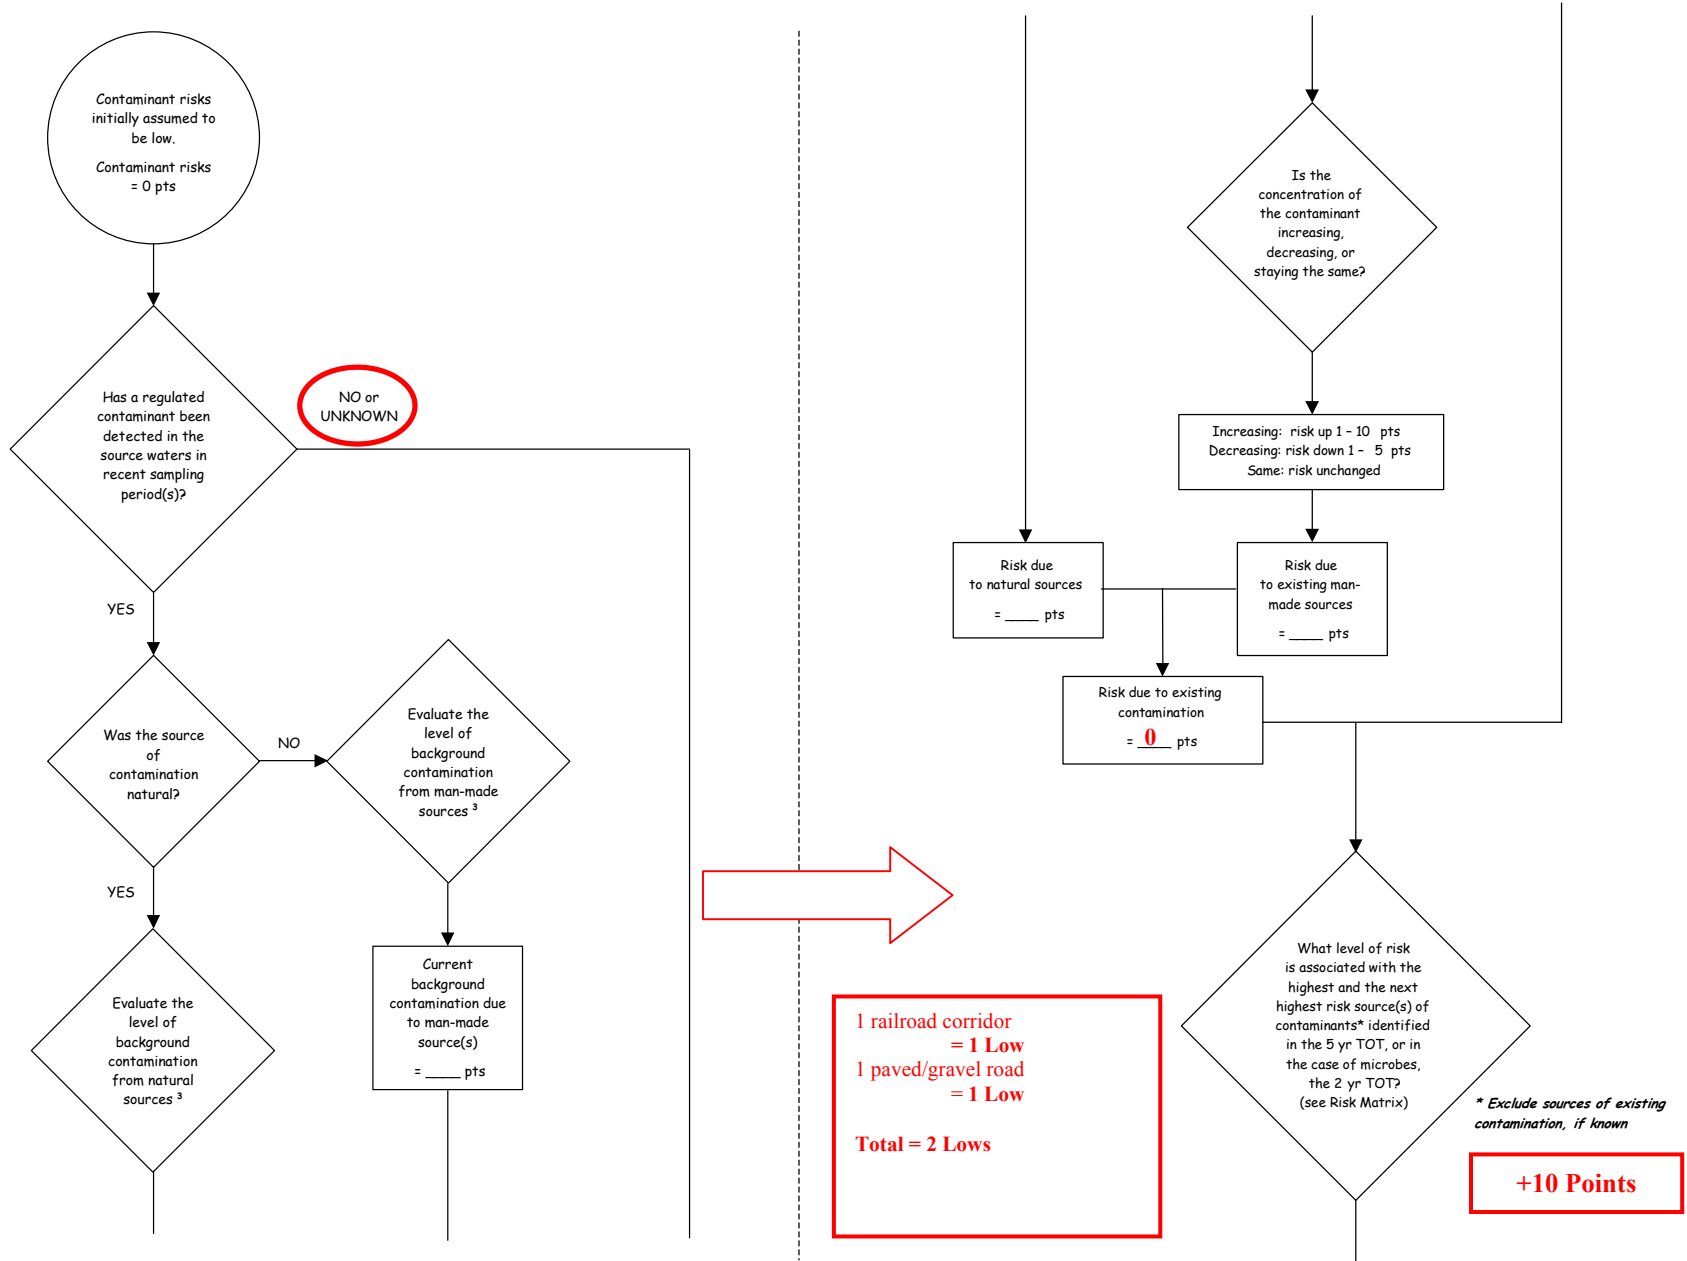 Contaminant risks
initially assumed to
be low.
Contaminant risks
= 0 pts
Has a regulated
contaminant been
detected in the
source waters in
recent sampling
period(s)?
NO or
UNKNOWN
YES
Was the source
of
contamination
natural?
NO
Evaluate the
level of
background
contamination
from man-made
sources ³
YES
Evaluate the
level of
background
contamination
from natural
sources ³
Current
background
contamination due
to man-made
source(s)
= ____ pts
Is the
concentration of
the contaminant
increasing,
decreasing, or
staying the same?
Increasing: risk up 1 – 10 pts
Decreasing: risk down 1 – 5 pts
Same: risk unchanged
Risk due
to natural sources
= ____ pts
Risk due
to existing man-
made sources
= ____ pts
Risk due to existing
contamination
= 0 pts
1 railroad corridor
= 1 Low
1 paved/gravel road
= 1 Low
Total = 2 Lows
What level of risk
is associated with the
highest and the next
highest risk source(s) of
contaminants* identified
in the 5 yr TOT, or in
the case of microbes,
the 2 yr TOT?
(see Risk Matrix)
* Exclude sources of existing
contamination, if known
+10 Points